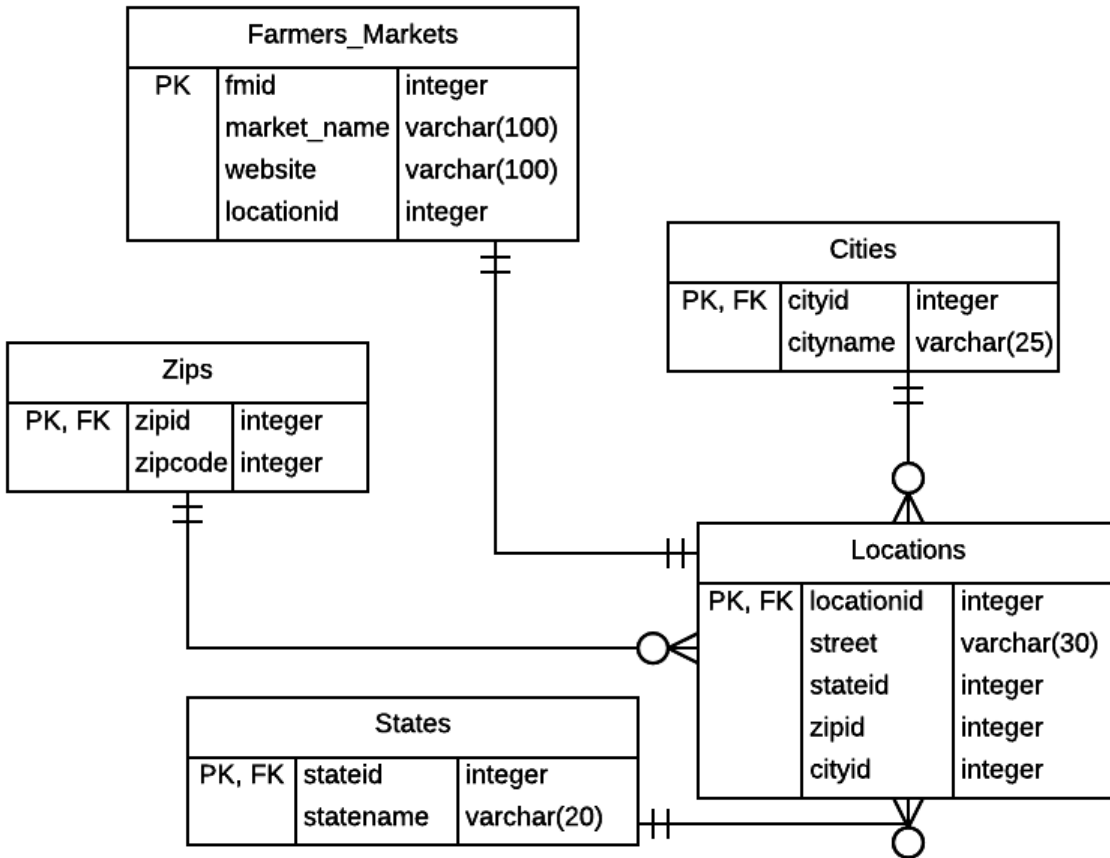 Farmers_Markets
PK fmid integer
market_name varchar(100)
website varchar(100)
locationid integer
Cities
PK, FK cityid integer
cityname varchar(25)
Zips
PK, FK zipid integer
zipcode integer
Locations
PK, FK locationid integer
street varchar(30)
stateid integer
zipid integer
cityid integer
States
PK, FK stateid integer
statename varchar(20)